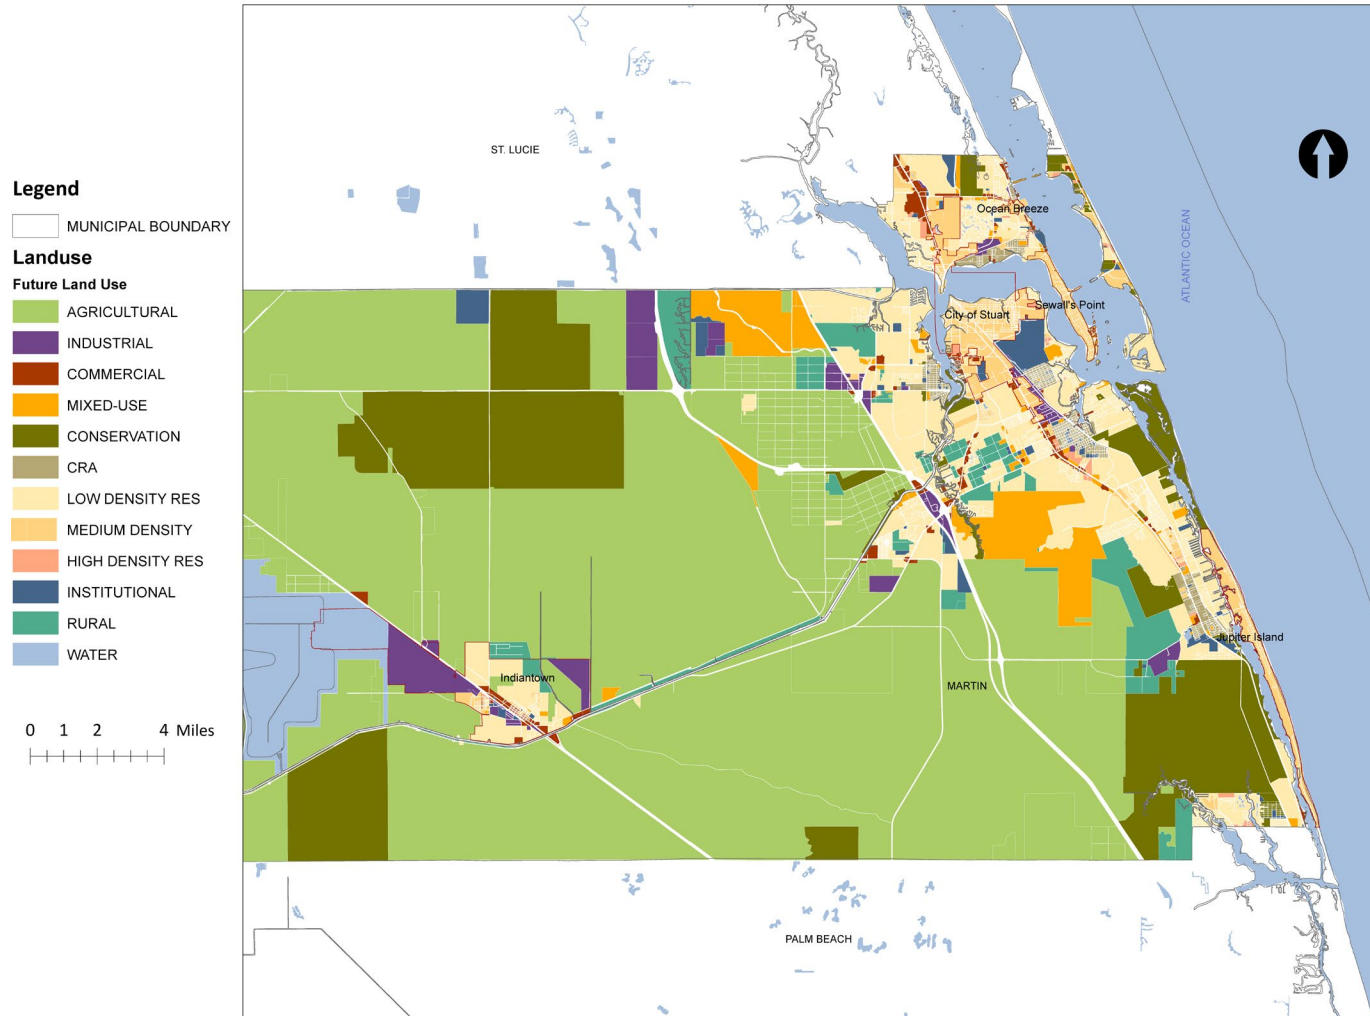 Legend
MUNICIPAL BOUNDARY
Landuse
Future Land Use
AGRICULTURAL
INDUSTRIAL
COMMERCIAL
MIXED-USE
CONSERVATION
CRA
LOW DENSITY RES
MEDIUM DENSITY
HIGH DENSITY RES
INSTITUTIONAL
RURAL
WATER
0 1 2 4 Miles
ST. LUCIE
Ocean Breeze
ATLANTIC OCEAN
Sewall's Point
City of Stuart
Jupiter Island
Indiantown
MARTIN
PALM BEACH